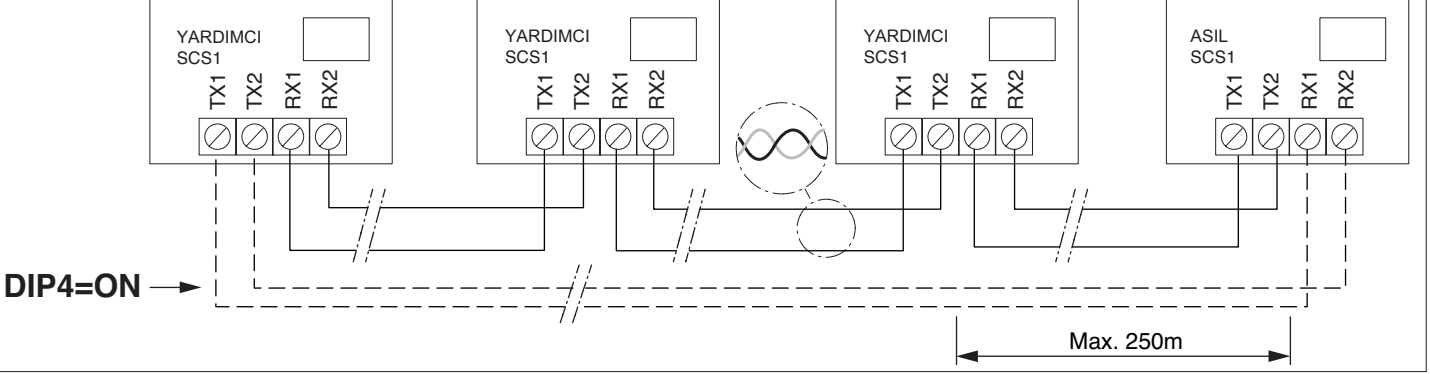 YARDIMCI
SCS1
TX1
TX2
RX1
RX2
YARDIMCI
SCS1
TX1
TX2
RX1
RX2
YARDIMCI
SCS1
TX1
TX2
RX1
RX2
ASIL
SCS1
TX1
TX2
RX1
RX2
DIP4=ON
Max. 250m